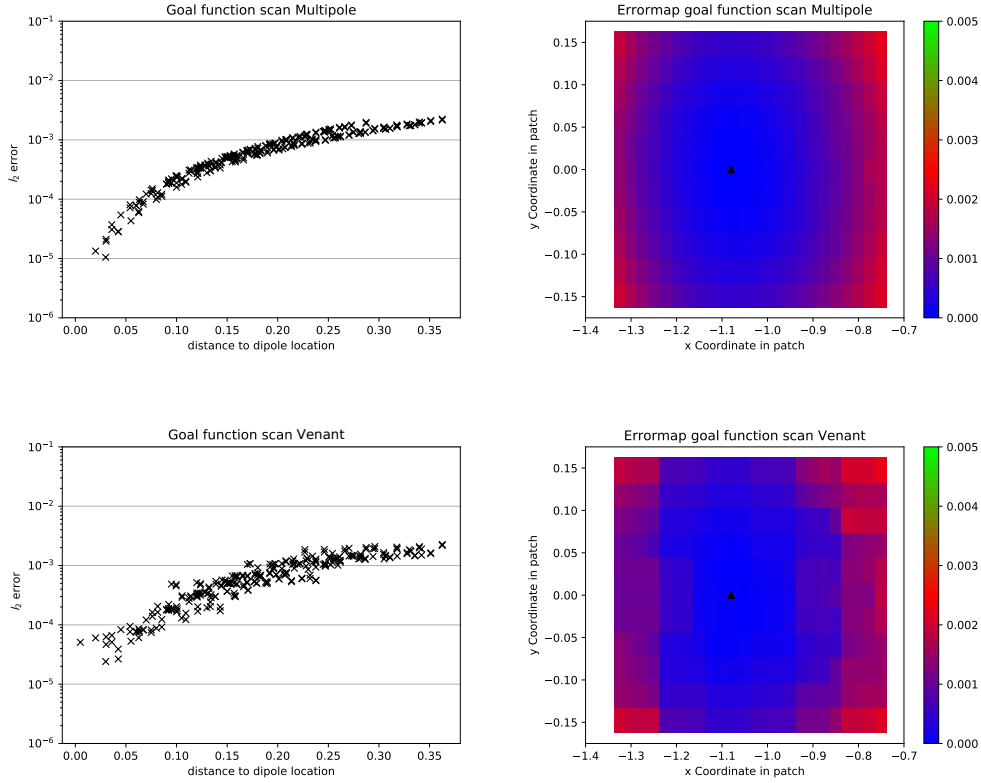 Goal function scan Multipole
10⁻¹
10⁻²
10⁻³
10⁻⁴
10⁻⁵
10⁻⁶
l₂ error
0.00 0.05 0.10 0.15 0.20 0.25 0.30 0.35
distance to dipole location
Errormap goal function scan Multipole
0.15
0.10
0.05
0.00
−0.05
−0.10
−0.15
y Coordinate in patch
−1.4 −1.3 −1.2 −1.1 −1.0 −0.9 −0.8 −0.7
x Coordinate in patch
0.005
0.004
0.003
0.002
0.001
0.000
Goal function scan Venant
10⁻¹
10⁻²
10⁻³
10⁻⁴
10⁻⁵
10⁻⁶
l₂ error
0.00 0.05 0.10 0.15 0.20 0.25 0.30 0.35
distance to dipole location
Errormap goal function scan Venant
0.15
0.10
0.05
0.00
−0.05
−0.10
−0.15
y Coordinate in patch
−1.4 −1.3 −1.2 −1.1 −1.0 −0.9 −0.8 −0.7
x Coordinate in patch
0.005
0.004
0.003
0.002
0.001
0.000